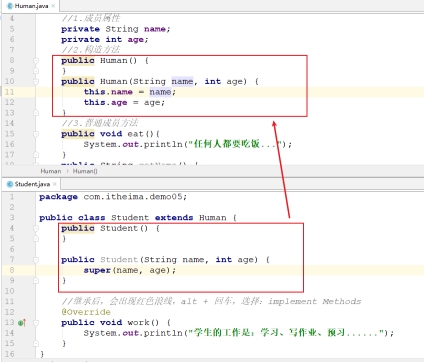 Human.java
4 //1.成员属性
5 private String name;
6 private int age;
7 //2.构造方法
8 public Human() {
9 }
10 public Human(String name, int age) {
11 this.name = name;
12 this.age = age;
13 }
14 //3.普通成员方法
15 public void eat(){
16 System.out.println("任何人都要吃饭...");
17 }
Human › Human()
Student.java
1 package com.itheima.demo05;
2
3 public class Student extends Human {
4 public Student() {
5 }
6
7 public Student(String name, int age) {
8 super(name, age);
9 }
10
11 //继承后，会出现红色浪线，alt + 回车，选择：implement Methods
12 @Override
13 public void work() {
14 System.out.println("学生的工作是：学习、写作业、预习......");
15 }
16 }